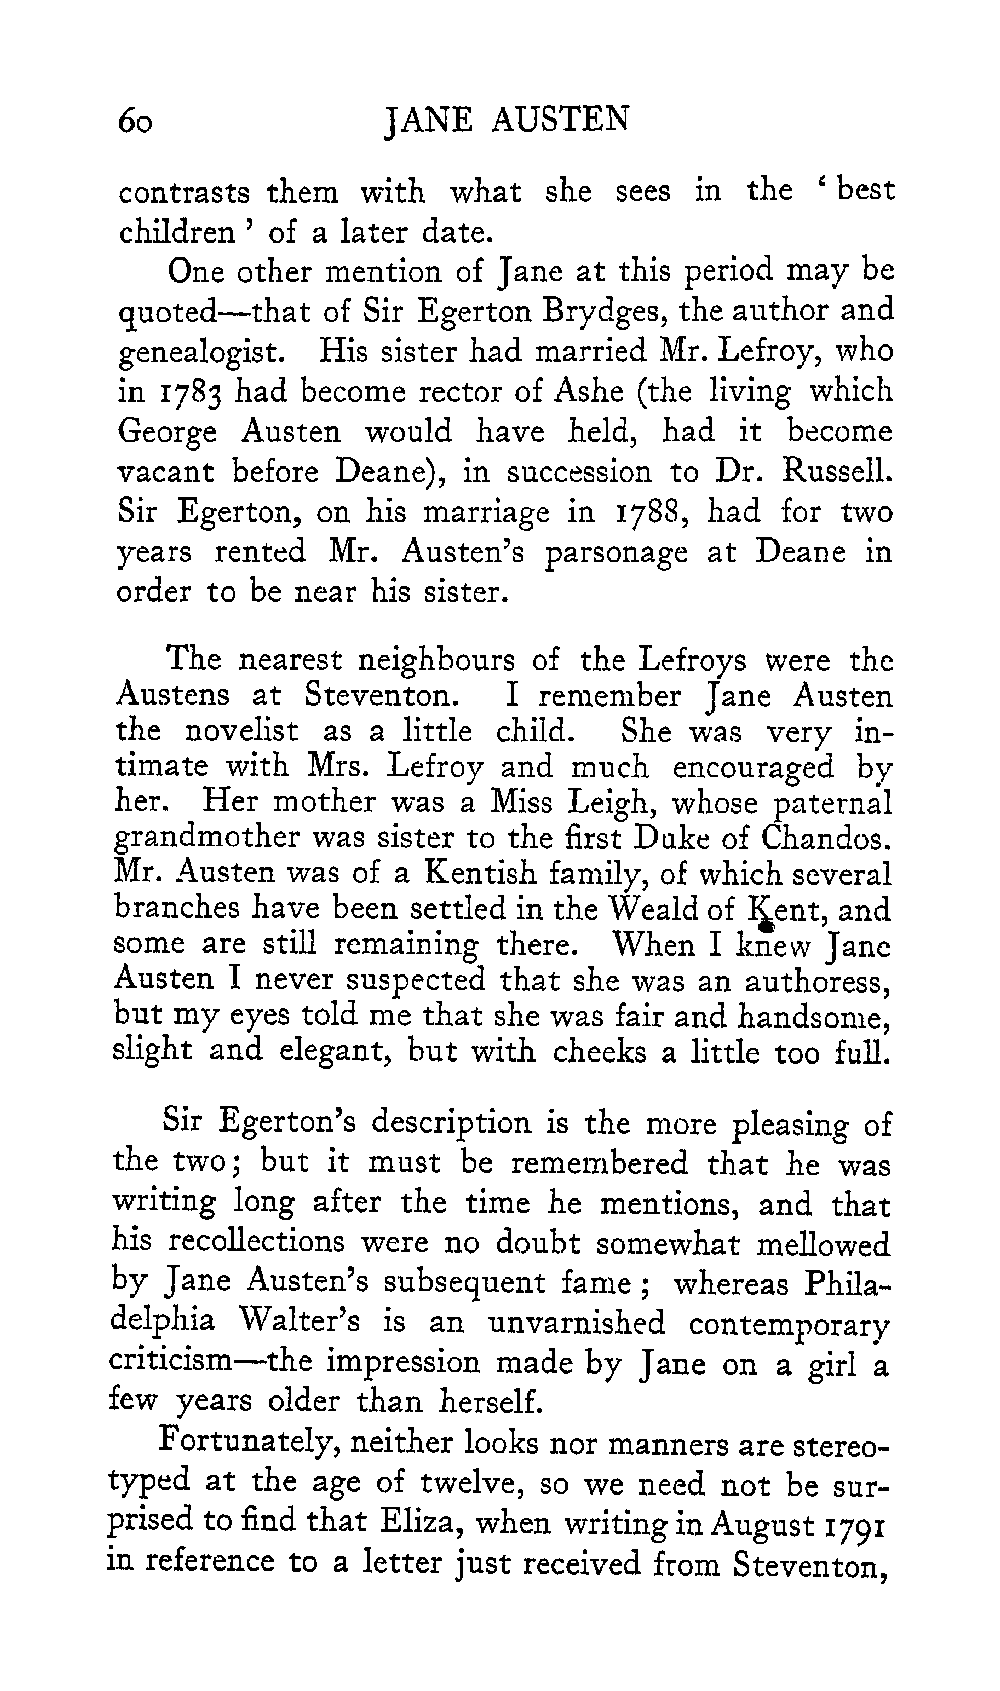 60 JANE AUSTEN
contrasts them with what she sees in the ‘ best
children ’ of a later date.
One other mention of Jane at this period may be
quoted—that of Sir Egerton Brydges, the author and
genealogist. His sister had married Mr. Lefroy, who
in 1783 had become rector of Ashe (the living which
George Austen would have held, had it become
vacant before Deane), in succession to Dr. Russell.
Sir Egerton, on his marriage in 1788, had for two
years rented Mr. Austen’s parsonage at Deane in
order to be near his sister.
The nearest neighbours of the Lefroys were the
Austens at Steventon. I remember Jane Austen
the novelist as a little child. She was very in-
timate with Mrs. Lefroy and much encouraged by
her. Her mother was a Miss Leigh, whose paternal
grandmother was sister to the first Duke of Chandos.
Mr. Austen was of a Kentish family, of which several
branches have been settled in the Weald of Kent, and
some are still remaining there. When I knew Jane
Austen I never suspected that she was an authoress,
but my eyes told me that she was fair and handsome,
slight and elegant, but with cheeks a little too full.
Sir Egerton’s description is the more pleasing of
the two; but it must be remembered that he was
writing long after the time he mentions, and that
his recollections were no doubt somewhat mellowed
by Jane Austen’s subsequent fame ; whereas Phila-
delphia Walter’s is an unvarnished contemporary
criticism—the impression made by Jane on a girl a
few years older than herself.
Fortunately, neither looks nor manners are stereo-
typed at the age of twelve, so we need not be sur-
prised to find that Eliza, when writing in August 1791
in reference to a letter just received from Steventon,